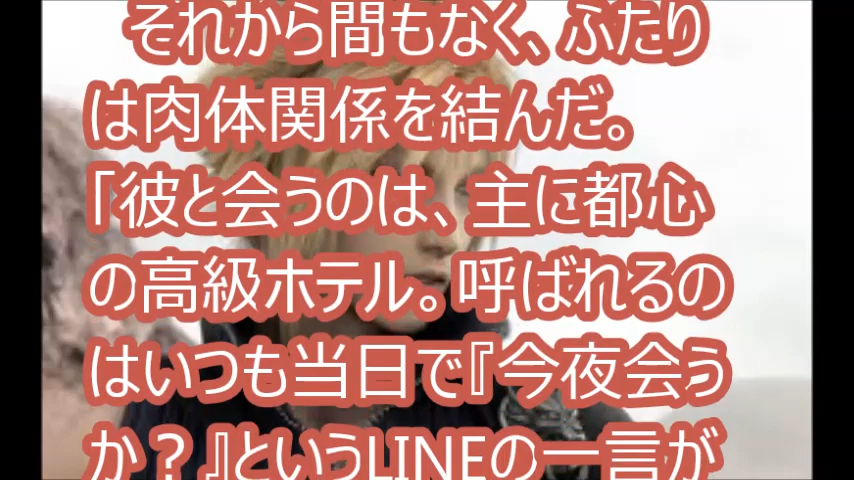 それから間もなく、ふたり
は肉体関係を結んだ。
「彼と会うのは、主に都心
の高級ホテル。呼ばれるの
はいつも当日で『今夜会う
か？』というLINEの一言が